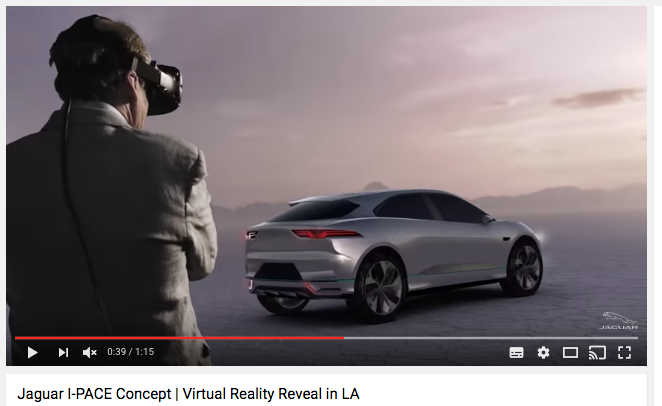 JAGUAR
0:39 / 1:15
Jaguar I-PACE Concept | Virtual Reality Reveal in LA